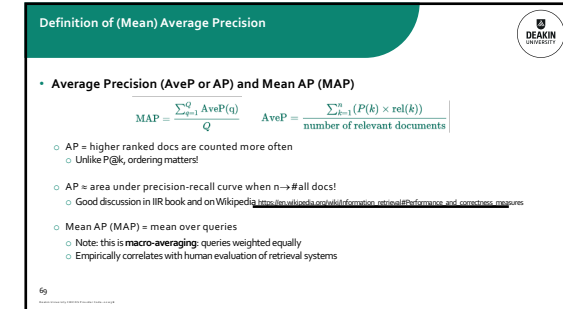 Definition of (Mean) Average Precision
DEAKIN
UNIVERSITY
• Average Precision (AveP or AP) and Mean AP (MAP)
MAP = \frac{\sum_{q=1}^{Q} AveP(q)}{Q} AveP = \frac{\sum_{k=1}^{n} (P(k) × rel(k))}{number of relevant documents}
○ AP = higher ranked docs are counted more often
○ Unlike P@k, ordering matters!
○ AP ≈ area under precision-recall curve when n→#all docs!
○ Good discussion in IIR book and on Wikipedia https://en.wikipedia.org/wiki/Information_retrieval#Performance_and_correctness_measures
○ Mean AP (MAP) = mean over queries
○ Note: this is macro-averaging: queries weighted equally
○ Empirically correlates with human evaluation of retrieval systems
69